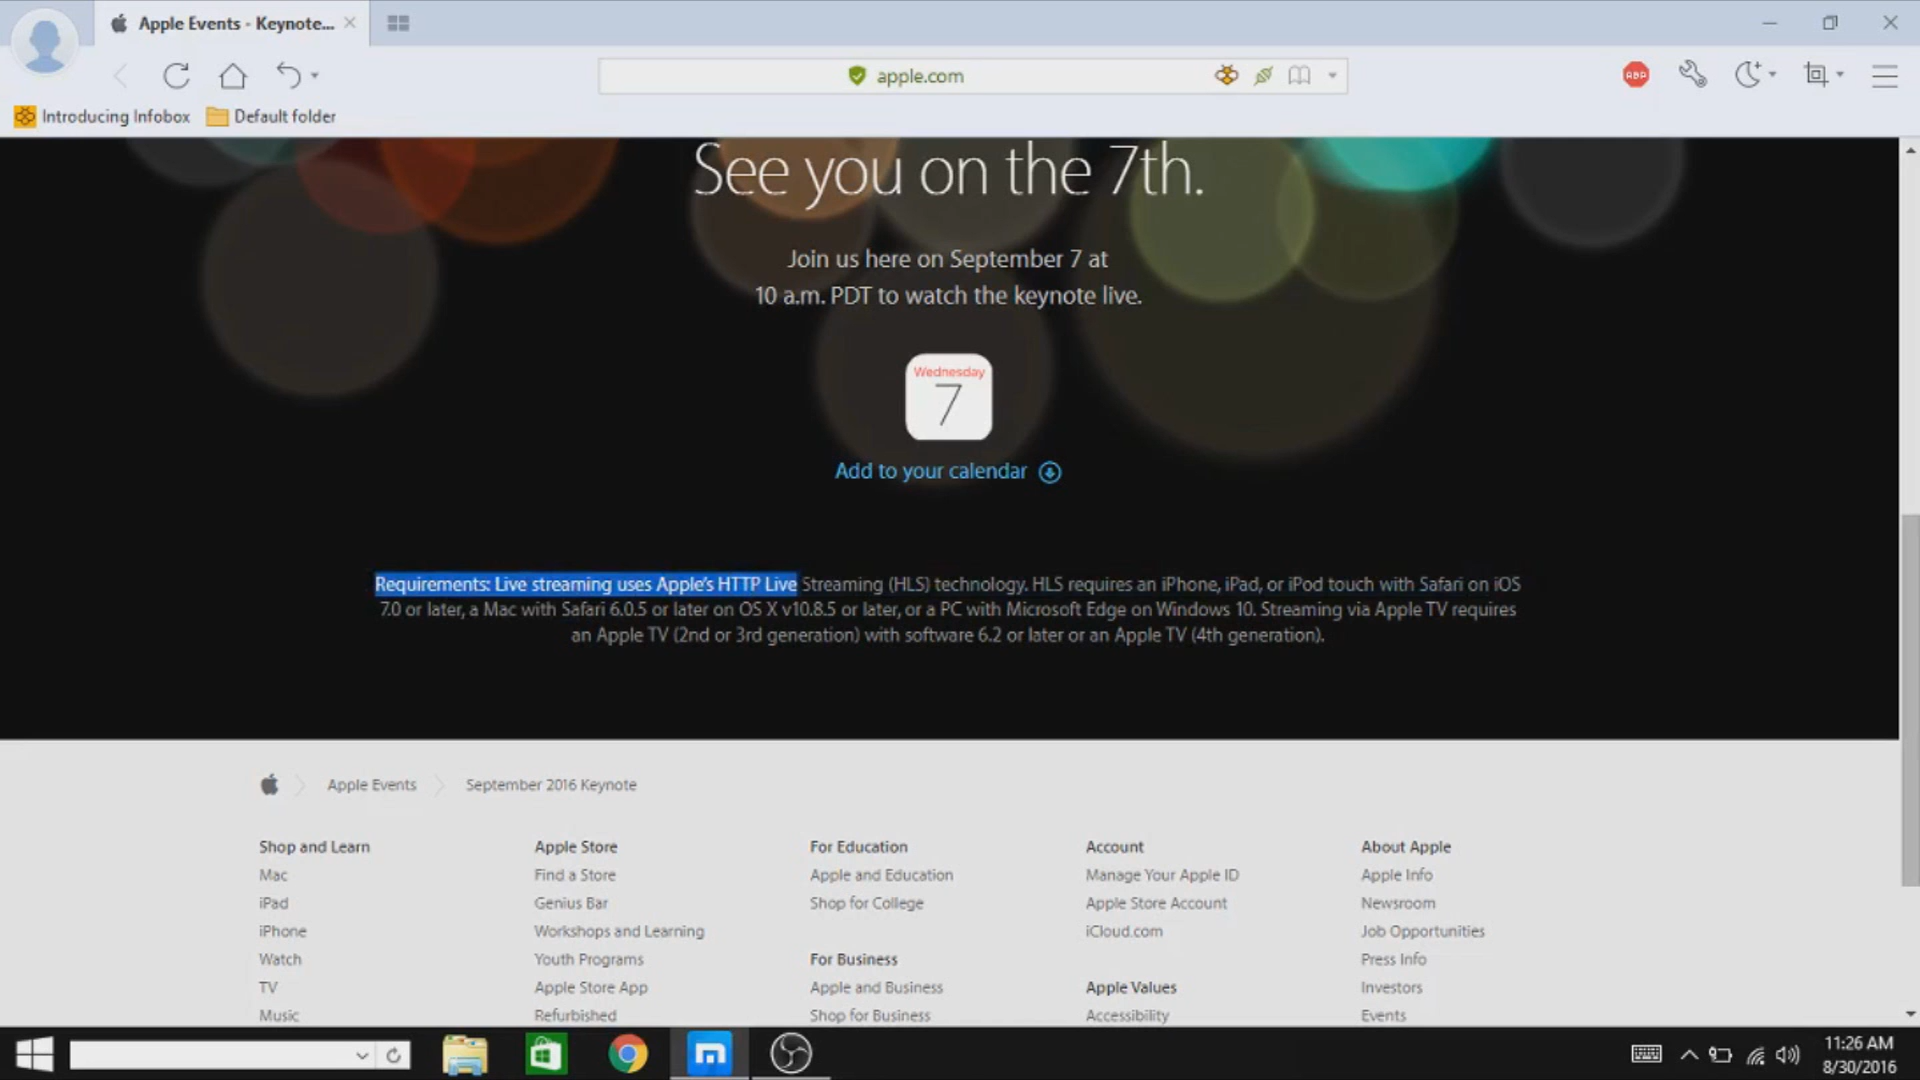 Apple Events - Keynote...
apple.com
ABP
Introducing Infobox
Default folder
See you on the 7th.
Join us here on September 7 at
10 a.m. PDT to watch the keynote live.
Wednesday
7
Add to your calendar
Requirements: Live streaming uses Apple's HTTP Live Streaming (HLS) technology. HLS requires an iPhone, iPad, or iPod touch with Safari on iOS
7.0 or later, a Mac with Safari 6.0.5 or later on OS X v10.8.5 or later, or a PC with Microsoft Edge on Windows 10. Streaming via Apple TV requires
an Apple TV (2nd or 3rd generation) with software 6.2 or later or an Apple TV (4th generation).
Apple Events
September 2016 Keynote
Shop and Learn
Mac
iPad
iPhone
Watch
TV
Music
Apple Store
Find a Store
Genius Bar
Workshops and Learning
Youth Programs
Apple Store App
Refurbished
For Education
Apple and Education
Shop for College
For Business
Apple and Business
Shop for Business
Account
Manage Your Apple ID
Apple Store Account
iCloud.com
Apple Values
Accessibility
About Apple
Apple Info
Newsroom
Job Opportunities
Press Info
Investors
Events
11:26 AM
8/30/2016